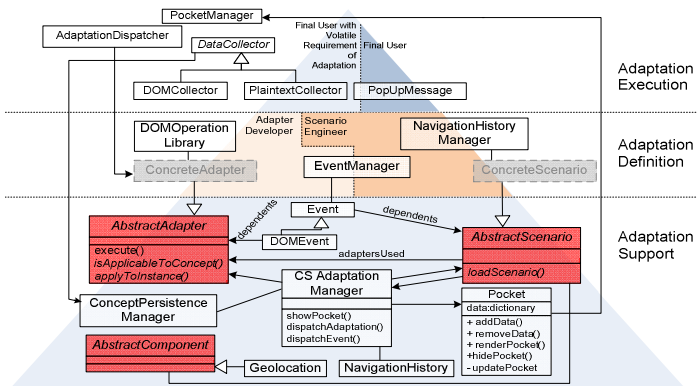 PocketManager
AdaptationDispatcher
DataCollector
Final User with
Volatile
Requirement
of
Adaptation
Final User
DOMCollector
PlaintextCollector
PopUpMessage
Adaptation
Execution
DOMOperation
Library
Adapter
Developer
Scenario
Engineer
NavigationHistory
Manager
Adaptation
Definition
ConcreteAdapter
EventManager
ConcreteScenario
Event
dependents
dependents
AbstractAdapter
execute()
isApplicableToConcept()
applyToInstance()
DOMEvent
AbstractScenario
loadScenario()
adaptersUsed
Adaptation
Support
CS Adaptation
Manager
showPocket()
dispatchAdaptation()
dispatchEvent()
ConceptPersistence
Manager
Pocket
data:dictionary
+ addData()
+ removeData()
+ renderPocket()
+hidePocket()
- updatePocket
AbstractComponent
Geolocation
NavigationHistory